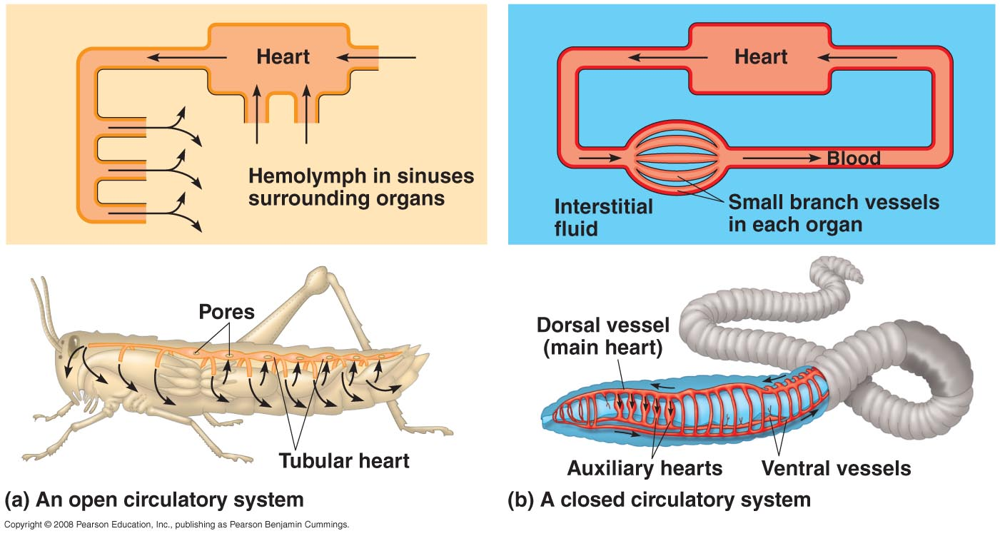 Heart
Hemolymph in sinuses
surrounding organs
Pores
Tubular heart
(a) An open circulatory system
Heart
Blood
Interstitial
fluid
Small branch vessels
in each organ
Dorsal vessel
(main heart)
Auxiliary hearts
Ventral vessels
(b) A closed circulatory system
Copyright © 2008 Pearson Education, Inc., publishing as Pearson Benjamin Cummings.